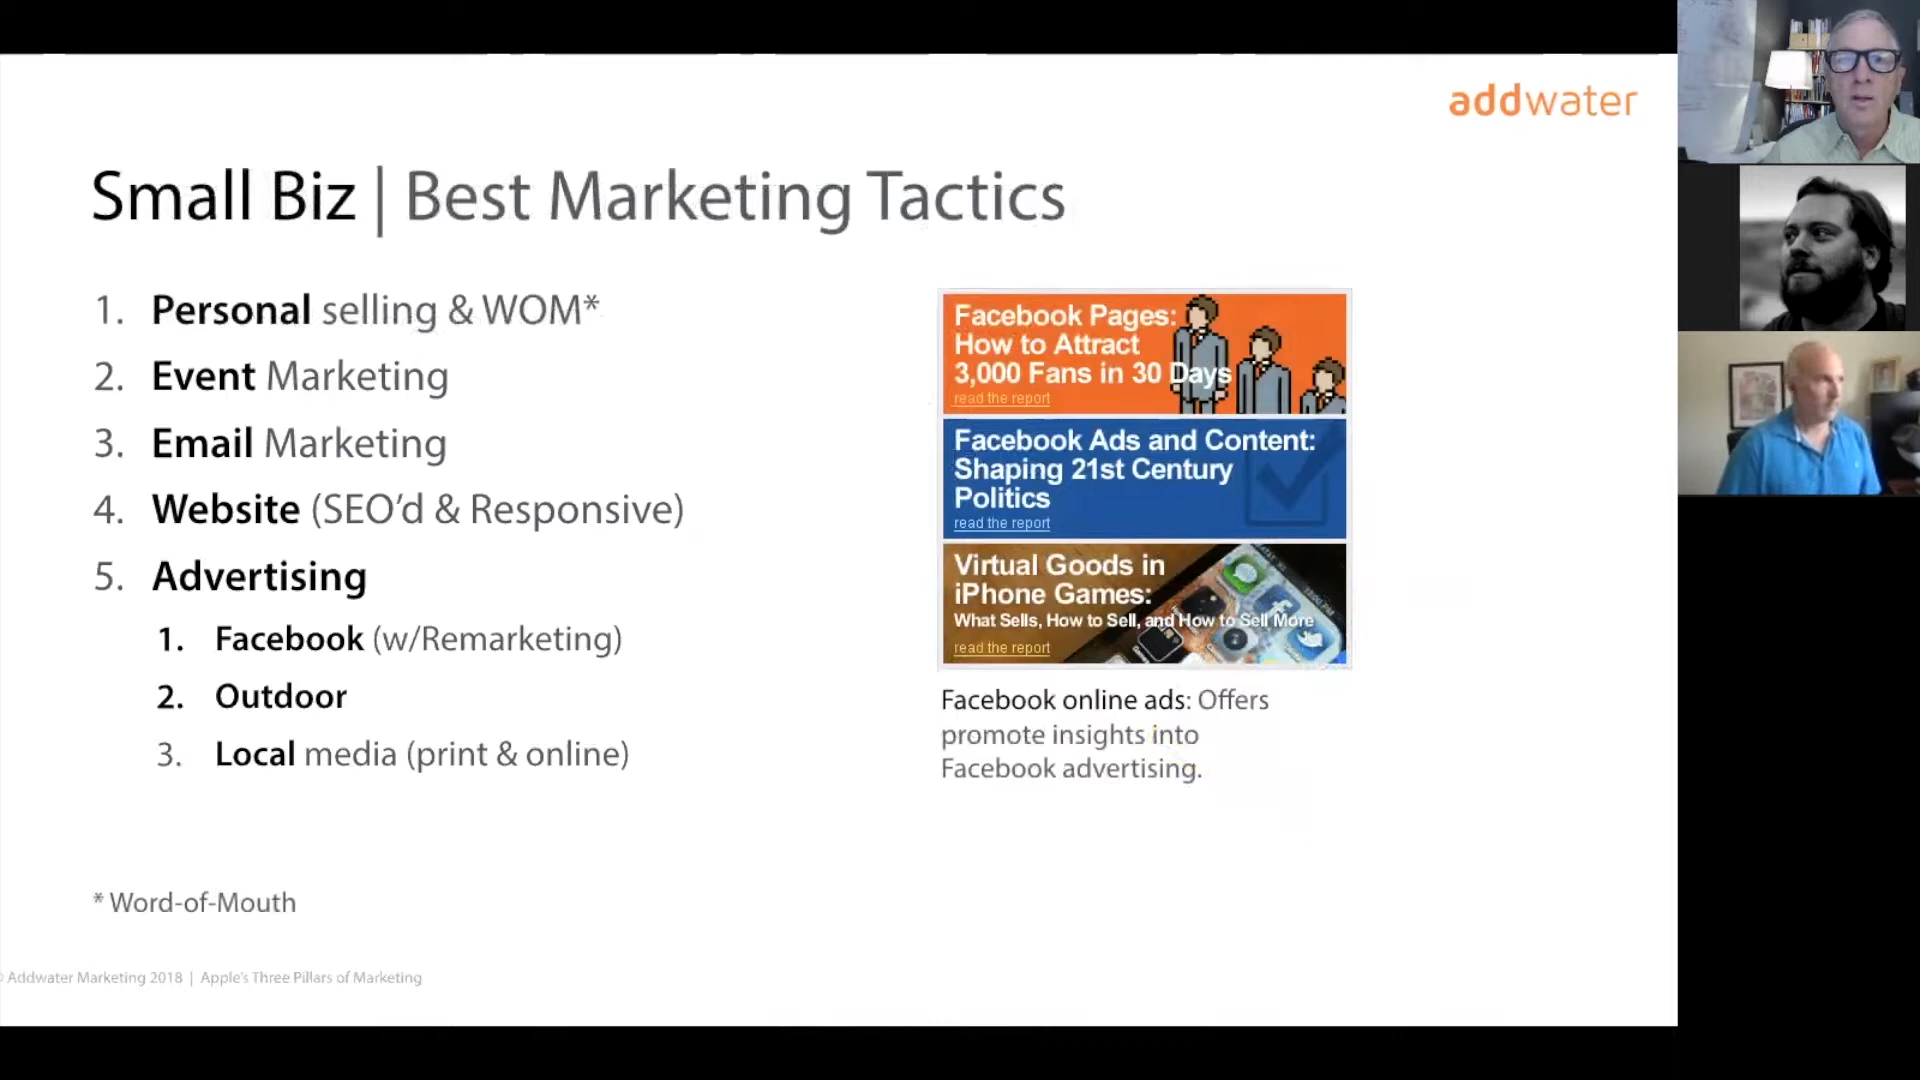 addwater
Small Biz | Best Marketing Tactics
1. Personal selling & WOM*
2. Event Marketing
3. Email Marketing
4. Website (SEO’d & Responsive)
5. Advertising
1. Facebook (w/Remarketing)
2. Outdoor
3. Local media (print & online)
Facebook Pages:
How to Attract
3,000 Fans in 30 Days
read the report
Facebook Ads and Content:
Shaping 21st Century
Politics
read the report
Virtual Goods in
iPhone Games:
What Sells, How to Sell, and How to Sell More
read the report
Facebook online ads: Offers
promote insights into
Facebook advertising.
* Word-of-Mouth
© Addwater Marketing 2018 | Apple’s Three Pillars of Marketing